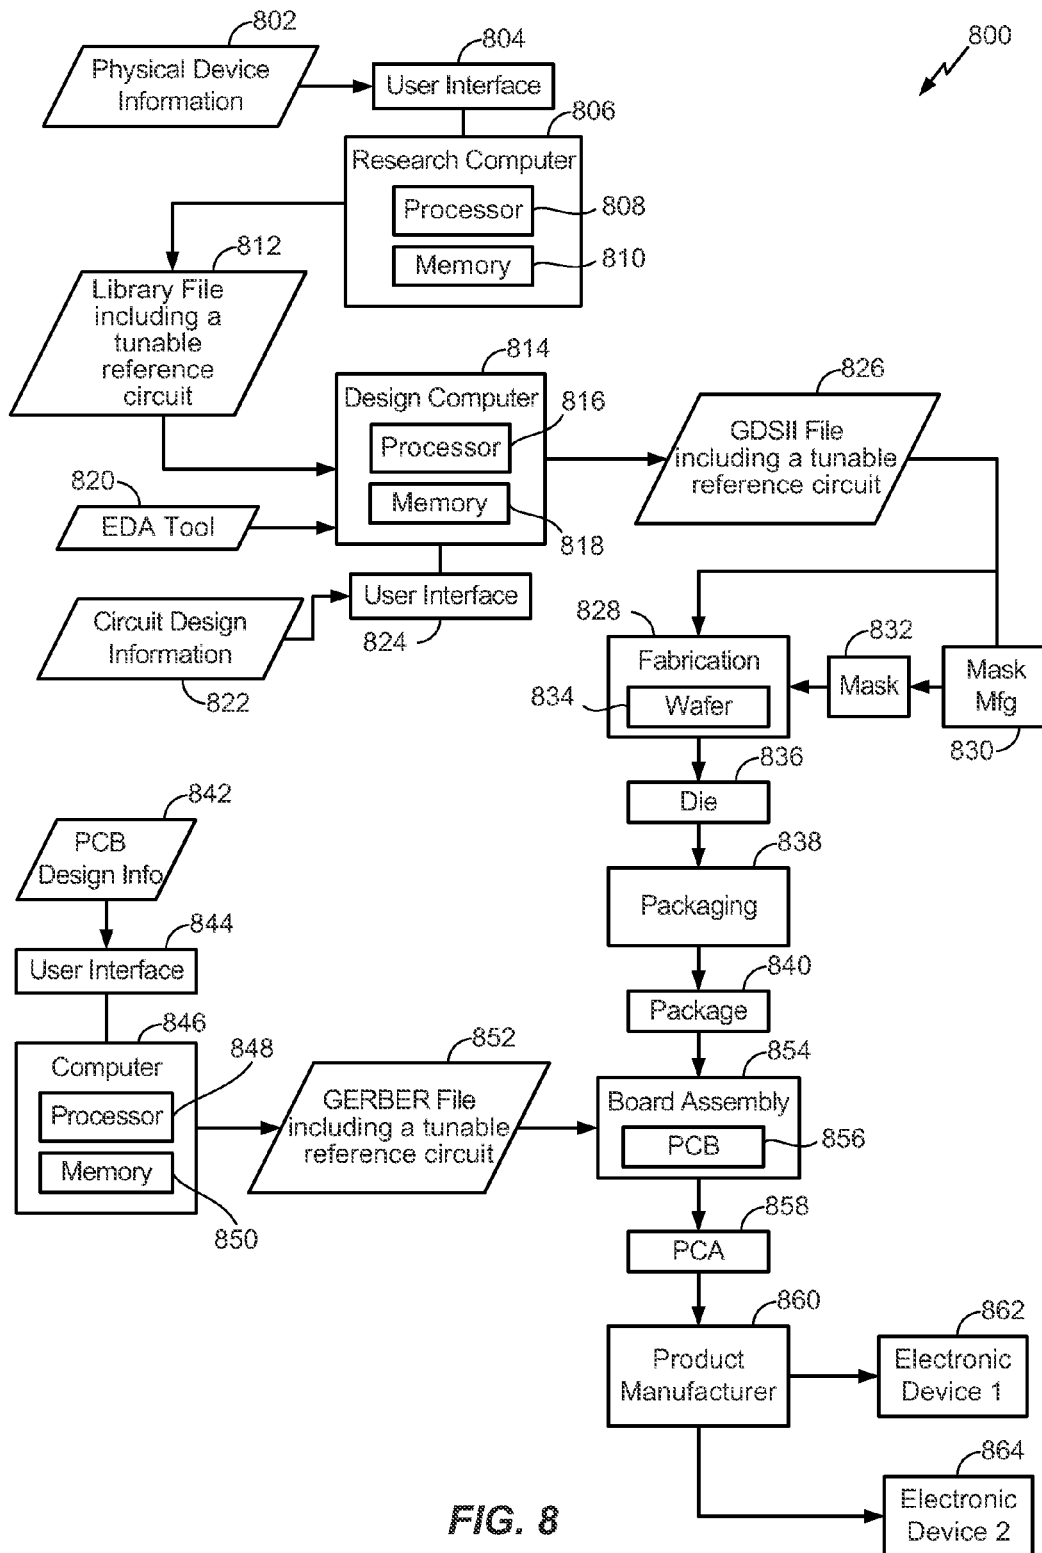 802
804
800
Physical Device
Information
User Interface
806
Research Computer
Processor
808
Memory
810
812
Library File
including a
tunable
reference
circuit
814
Design Computer
816
Processor
Memory
818
826
GDSII File
including a tunable
reference circuit
820
EDA Tool
User Interface
824
Circuit Design
Information
822
828
Fabrication
834
Wafer
832
Mask
Mask
Mfg
830
836
Die
838
Packaging
840
Package
842
PCB
Design Info
844
User Interface
846
Computer
848
Processor
Memory
850
852
GERBER File
including a tunable
reference circuit
854
Board Assembly
PCB
856
858
PCA
860
Product
Manufacturer
862
Electronic
Device 1
864
Electronic
Device 2
FIG. 8